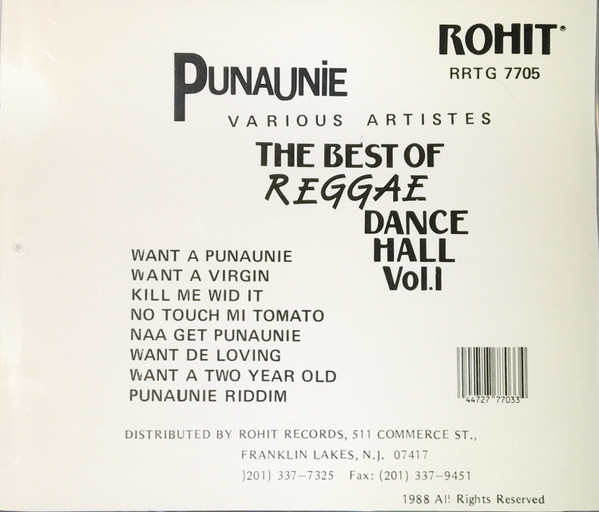 ROHIT®
RRTG 7705
PUNAUNiE
VARIOUS ARTISTES
THE BEST OF
REGGAE
DANCE
HALL
Vol.I
WANT A PUNAUNIE
WANT A VIRGIN
KILL ME WID IT
NO TOUCH MI TOMATO
NAA GET PUNAUNIE
WANT DE LOVING
WANT A TWO YEAR OLD
PUNAUNIE RIDDIM
44727 77033
DISTRIBUTED BY ROHIT RECORDS, 511 COMMERCE ST.,
FRANKLIN LAKES, N.J. 07417
)201) 337–7325 Fax: (201) 337–9451
1988 All Rights Reserved